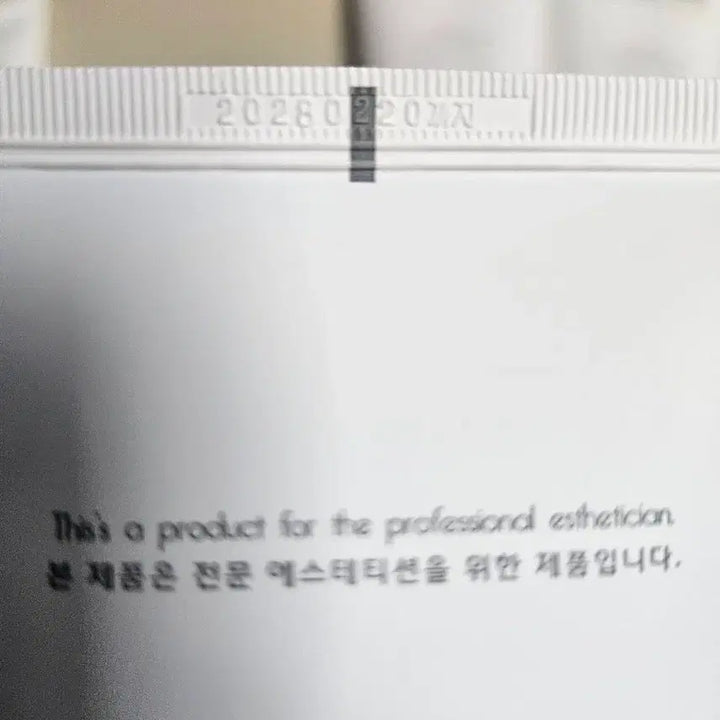 20280220까지
This is a product for the professional esthetician.
본 제품은 전문 에스테티션을 위한 제품입니다.